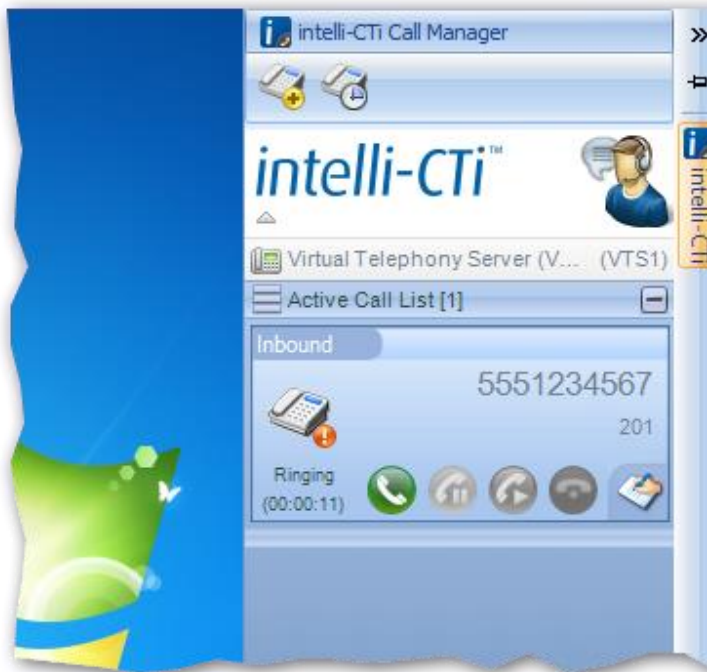 intelli-CTi Call Manager
intelli-CTi™
Virtual Telephony Server (V... (VTS1)
Active Call List [1]
Inbound
5551234567
201
Ringing
(00:00:11)
intelli-CTi